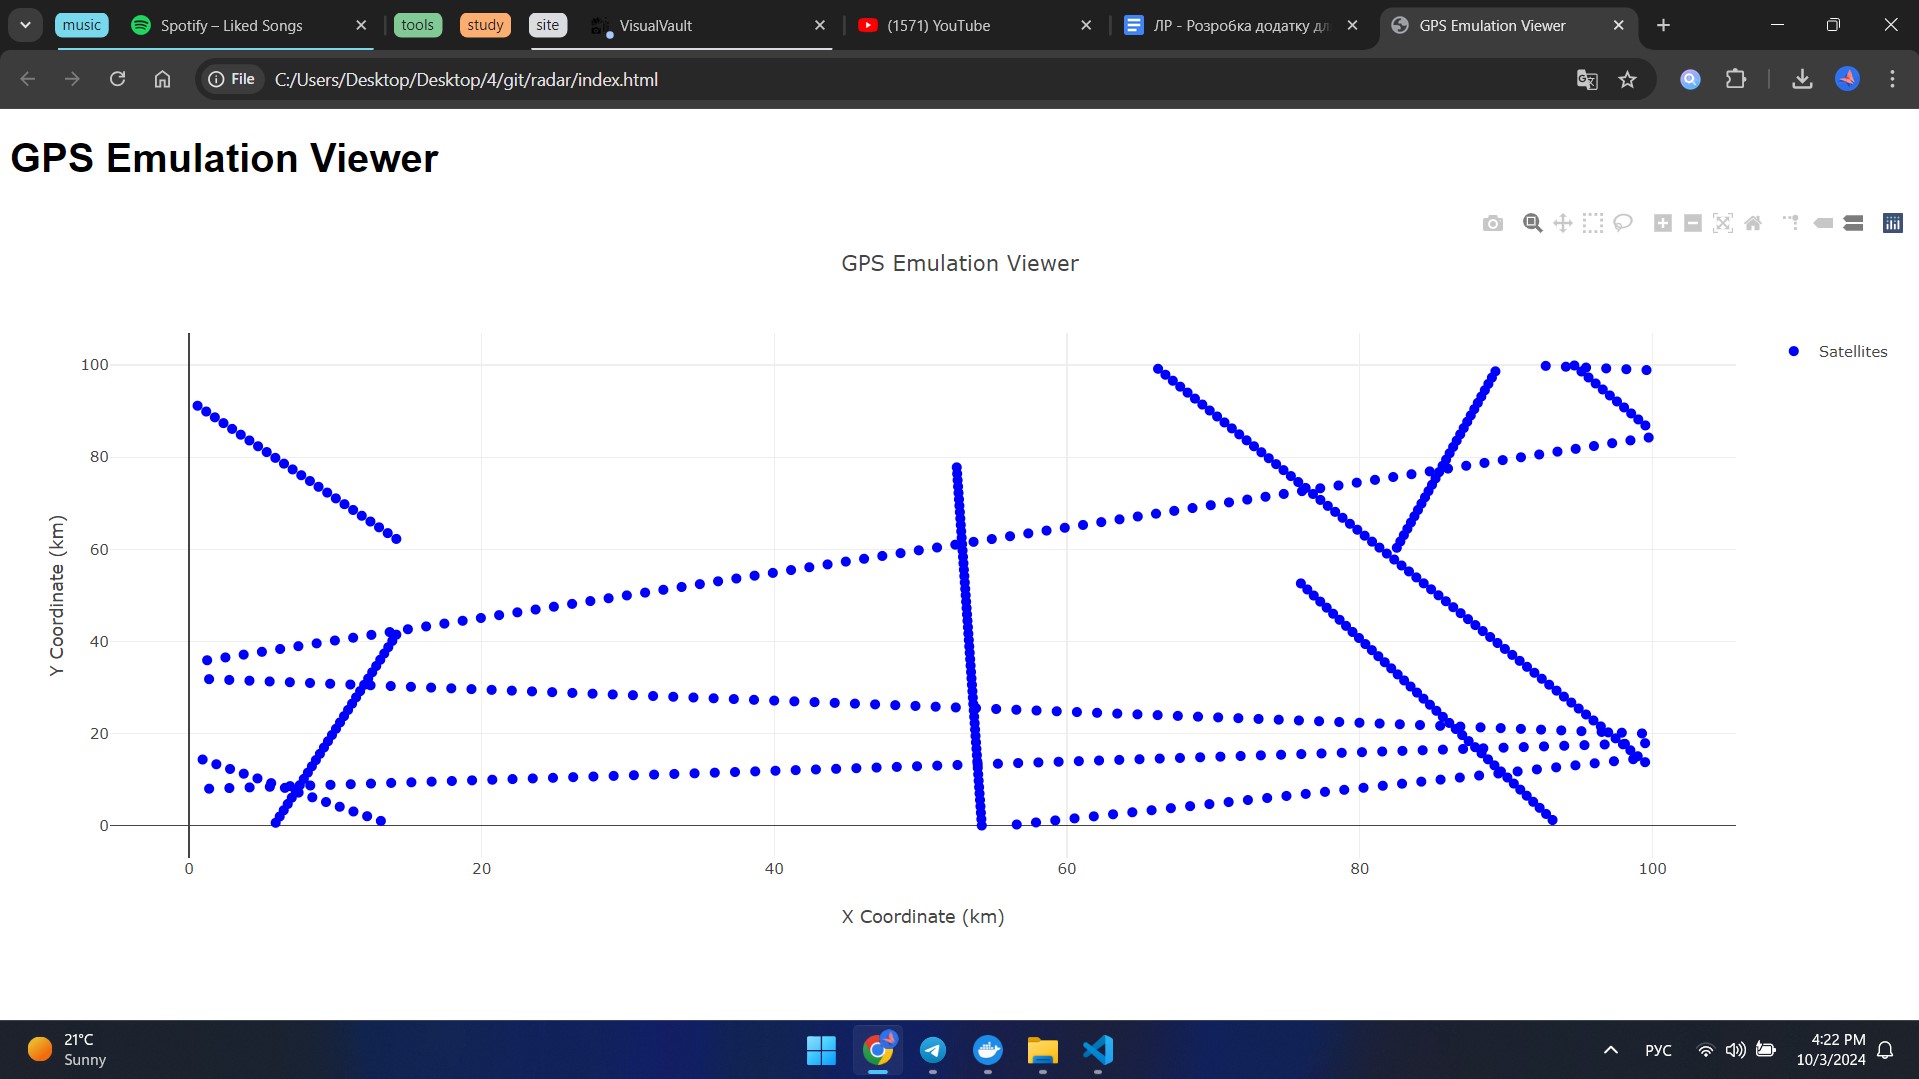 music
Spotify – Liked Songs
tools
study
site
VisualVault
(1571) YouTube
ЛР - Розробка додатку дл
GPS Emulation Viewer
File
C:/Users/Desktop/Desktop/4/git/radar/index.html
GPS Emulation Viewer
GPS Emulation Viewer
Satellites
100
80
60
40
20
0
Y Coordinate (km)
0
20
40
60
80
100
X Coordinate (km)
21°C
Sunny
РУС
4:22 PM
10/3/2024